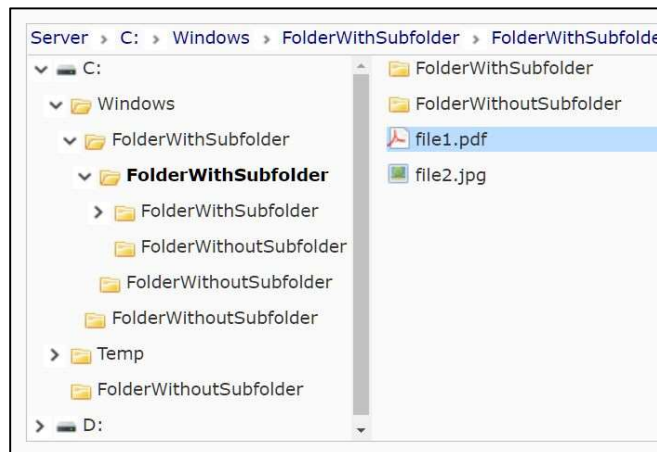 Server > C: > Windows > FolderWithSubfolder > FolderWithSubfolde
C:
Windows
FolderWithSubfolder
FolderWithSubfolder
FolderWithSubfolder
FolderWithoutSubfolder
FolderWithoutSubfolder
FolderWithoutSubfolder
Temp
FolderWithoutSubfolder
D:
FolderWithSubfolder
FolderWithoutSubfolder
file1.pdf
file2.jpg